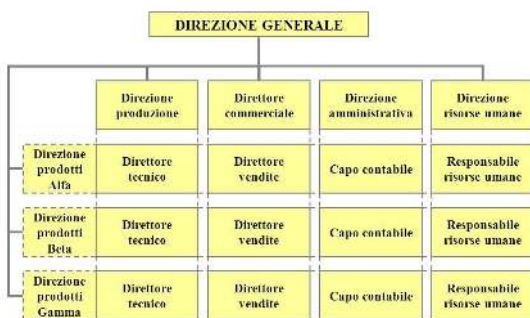 DIREZIONE GENERALE
Direzione
produzione
Direttore
commerciale
Direzione
amministrativa
Direzione
risorse umane
Direzione
prodotti
Alfa
Direttore
tecnico
Direttore
vendite
Capo contabile
Responsabile
risorse umane
Direzione
prodotti
Beta
Direttore
tecnico
Direttore
vendite
Capo contabile
Responsabile
risorse umane
Direzione
prodotti
Gamma
Direttore
tecnico
Direttore
vendite
Capo contabile
Responsabile
risorse umane